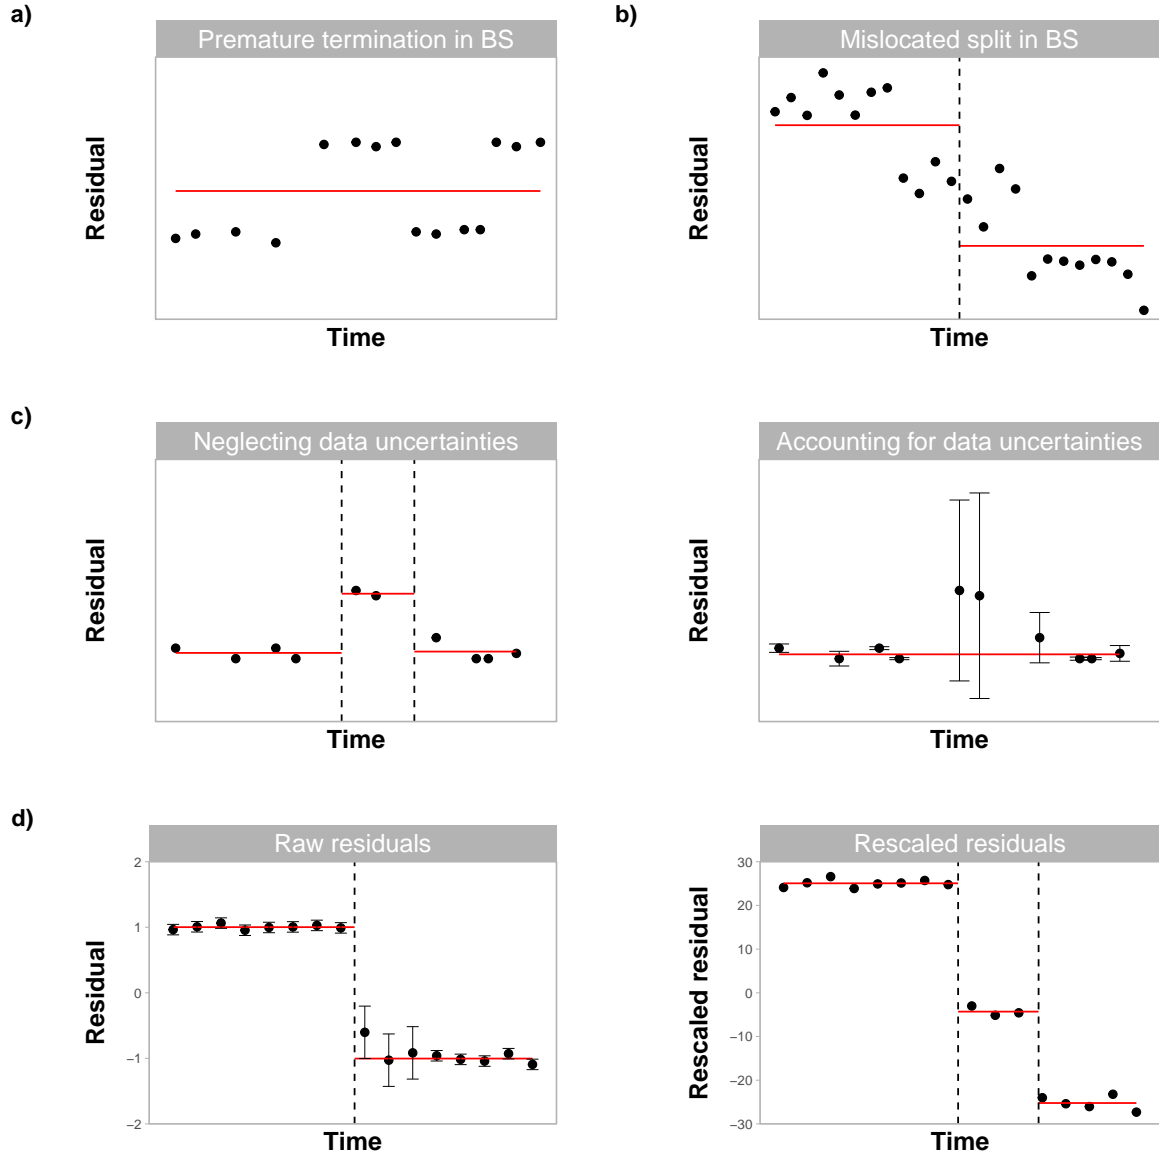 a)
Premature termination in BS
Residual
Time
b)
Mislocated split in BS
Residual
Time
c)
Neglecting data uncertainties
Residual
Time
Accounting for data uncertainties
Residual
Time
d)
Raw residuals
2
1
0
−1
−2
Residual
Time
Rescaled residuals
30
20
10
0
−10
−20
−30
Rescaled residual
Time